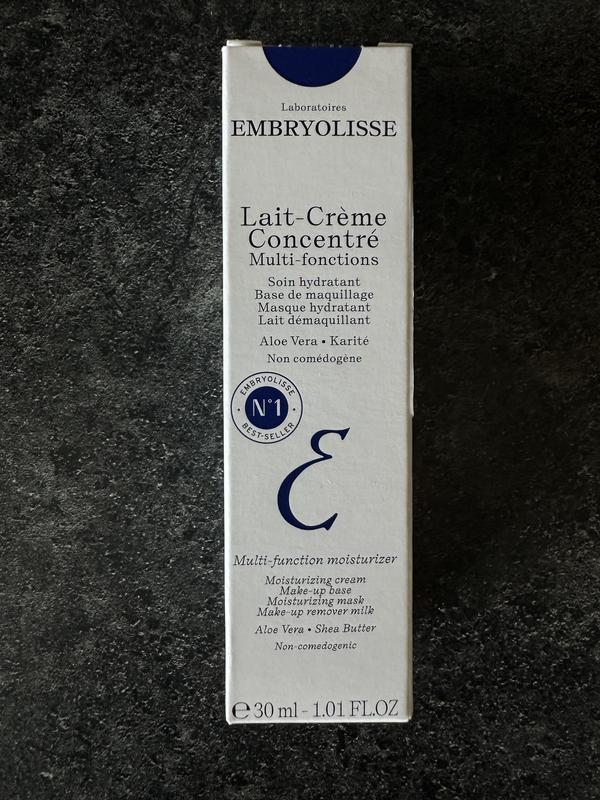 Laboratoires
EMBRYOLISSE
Lait-Crème
Concentré
Multi-fonctions
Soin hydratant
Base de maquillage
Masque hydratant
Lait démaquillant
Aloe Vera • Karité
Non comédogène
EMBRYOLISSE
N°1
BEST-SELLER
Ɛ
Multi-function moisturizer
Moisturizing cream
Make-up base
Moisturizing mask
Make-up remover milk
Aloe Vera • Shea Butter
Non-comedogenic
℮ 30 ml - 1.01 FL.OZ